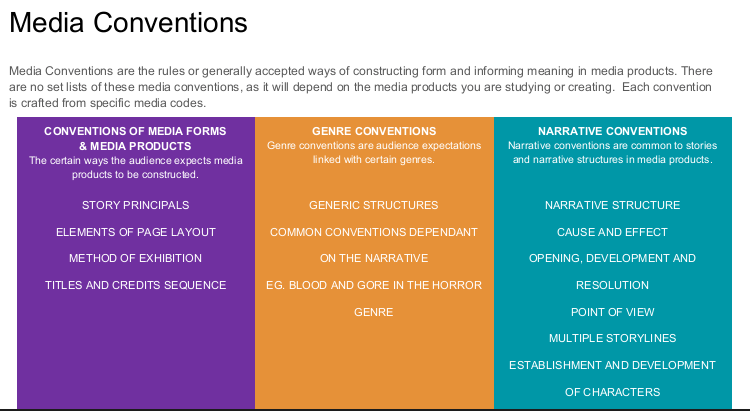 Media Conventions
Media Conventions are the rules or generally accepted ways of constructing form and informing meaning in media products. There
are no set lists of these media conventions, as it will depend on the media products you are studying or creating.  Each convention
is crafted from specific media codes.
CONVENTIONS OF MEDIA FORMS
& MEDIA PRODUCTS
The certain ways the audience expects media
products to be constructed.
STORY PRINCIPALS
ELEMENTS OF PAGE LAYOUT
METHOD OF EXHIBITION
TITLES AND CREDITS SEQUENCE
GENRE CONVENTIONS
Genre conventions are audience expectations
linked with certain genres.
GENERIC STRUCTURES
COMMON CONVENTIONS DEPENDANT
ON THE NARRATIVE
EG. BLOOD AND GORE IN THE HORROR
GENRE
NARRATIVE CONVENTIONS
Narrative conventions are common to stories
and narrative structures in media products.
NARRATIVE STRUCTURE
CAUSE AND EFFECT
OPENING, DEVELOPMENT AND
RESOLUTION
POINT OF VIEW
MULTIPLE STORYLINES
ESTABLISHMENT AND DEVELOPMENT
OF CHARACTERS